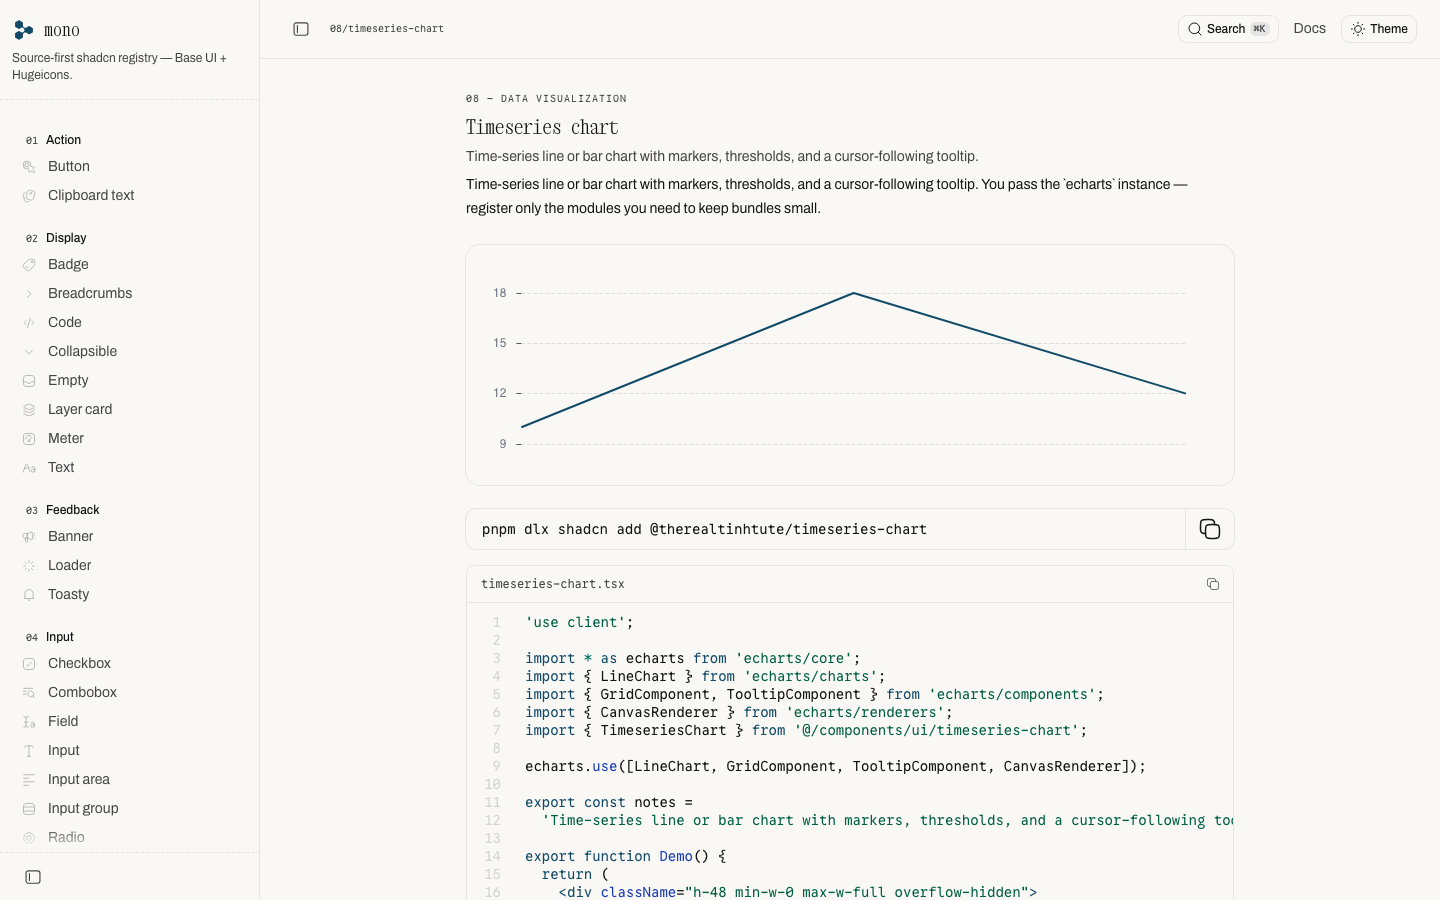 mono
Source-first shadcn registry — Base UI +
Hugeicons.
01 Action
Button
Clipboard text
02 Display
Badge
Breadcrumbs
Code
Collapsible
Empty
Layer card
Meter
Text
03 Feedback
Banner
Loader
Toasty
04 Input
Checkbox
Combobox
Field
Input
Input area
Input group
Radio
08/timeseries-chart
Search ⌘K
Docs
Theme
08 — DATA VISUALIZATION
Timeseries chart
Time-series line or bar chart with markers, thresholds, and a cursor-following tooltip.
Time-series line or bar chart with markers, thresholds, and a cursor-following tooltip. You pass the `echarts` instance —
register only the modules you need to keep bundles small.
18
15
12
9
pnpm dlx shadcn add @therealtinhtute/timeseries-chart
timeseries-chart.tsx
1 'use client';
2
3 import * as echarts from 'echarts/core';
4 import { LineChart } from 'echarts/charts';
5 import { GridComponent, TooltipComponent } from 'echarts/components';
6 import { CanvasRenderer } from 'echarts/renderers';
7 import { TimeseriesChart } from '@/components/ui/timeseries-chart';
8
9 echarts.use([LineChart, GridComponent, TooltipComponent, CanvasRenderer]);
10
11 export const notes =
12 'Time-series line or bar chart with markers, thresholds, and a cursor-following
13
14 export function Demo() {
15 return (
16 <div className="h-48 min-w-0 max-w-full overflow-hidden">